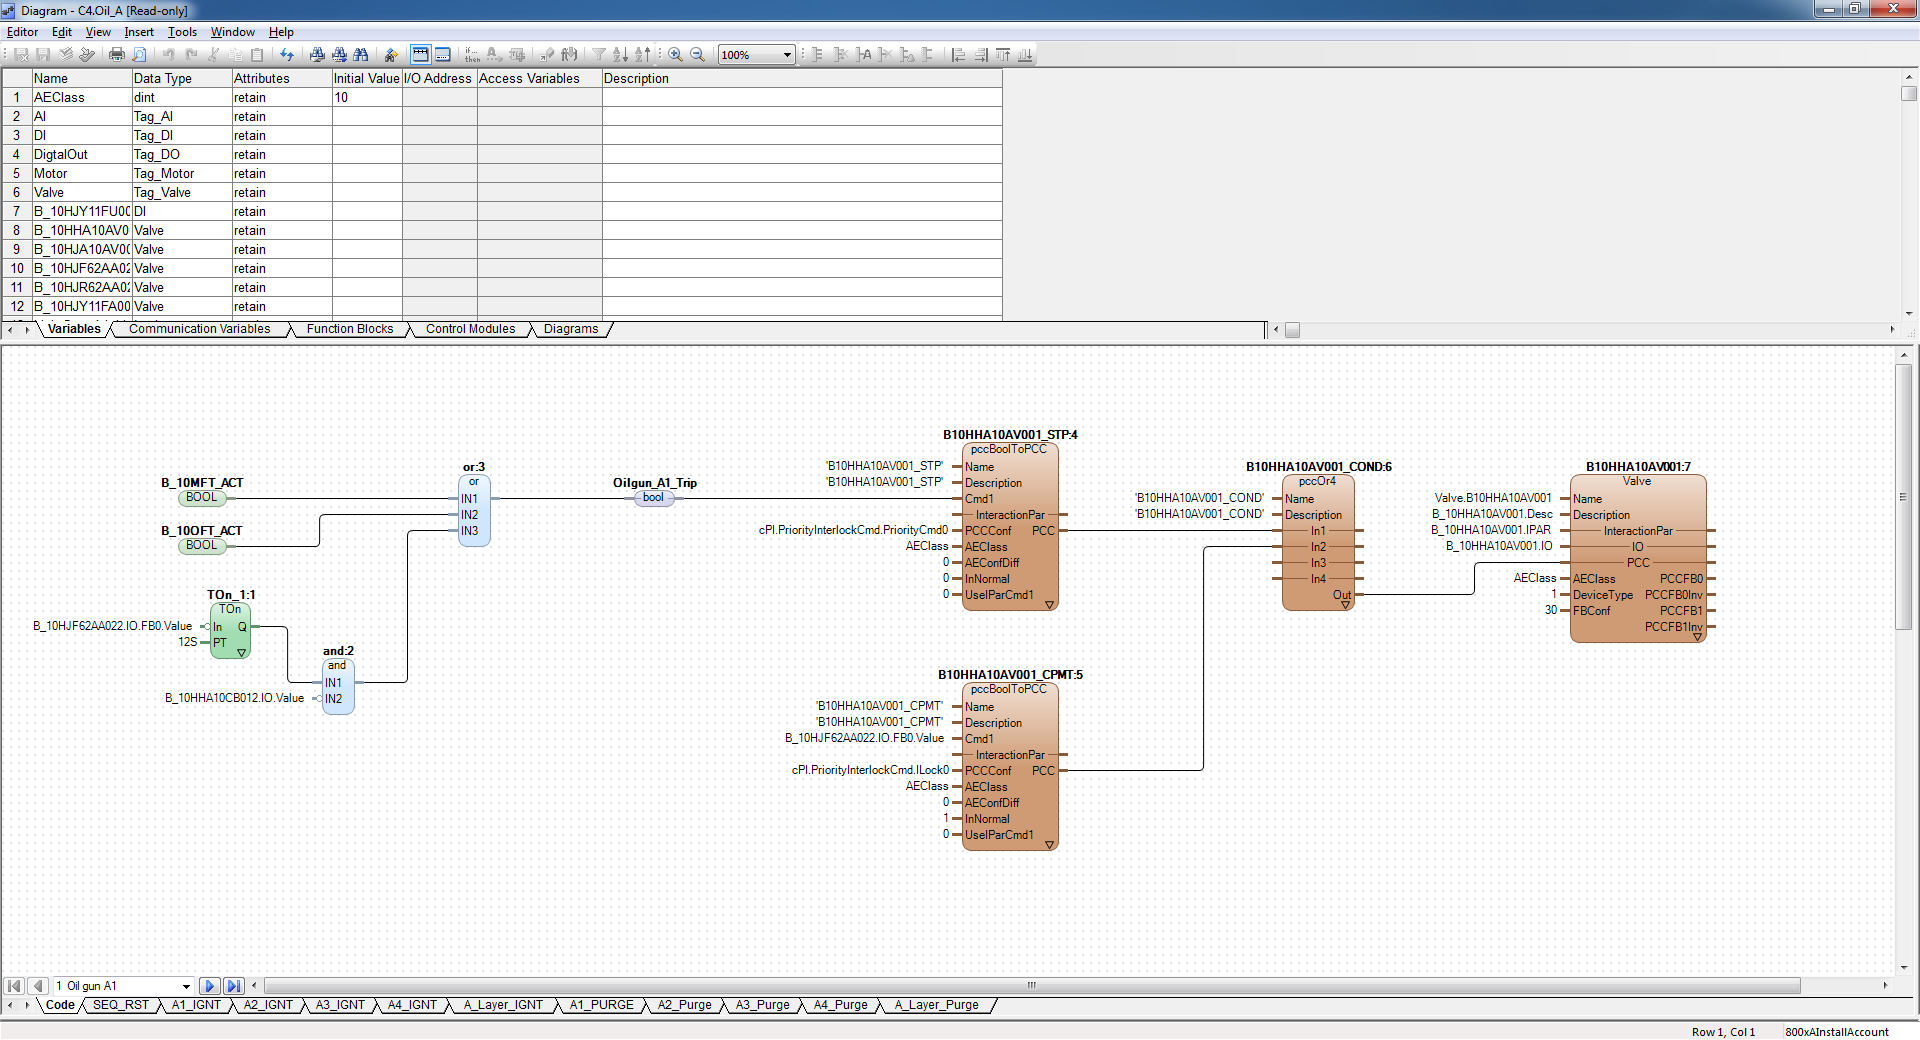 Diagram - C4.Oil_A [Read-only]
Editor Edit View Insert Tools Window Help
if... then
100%
Name Data Type Attributes Initial Value I/O Address Access Variables Description
1 AEClass dint retain 10
2 AI Tag_AI retain
3 DI Tag_DI retain
4 DigtalOut Tag_DO retain
5 Motor Tag_Motor retain
6 Valve Tag_Valve retain
7 B_10HJY11FU00 DI retain
8 B_10HHA10AV0 Valve retain
9 B_10HJA10AV00 Valve retain
10 B_10HJF62AA02 Valve retain
11 B_10HJR62AA02 Valve retain
12 B_10HJY11FA00 Valve retain
Variables Communication Variables Function Blocks Control Modules Diagrams
B_10MFT_ACT
BOOL
B_10OFT_ACT
BOOL
TOn_1:1
TOn
B_10HJF62AA022.IO.FB0.Value In Q
12S PT
and:2
and
IN1
B_10HHA10CB012.IO.Value IN2
or:3
or
IN1
IN2
IN3
Oilgun_A1_Trip
bool
B10HHA10AV001_STP:4
pccBoolToPCC
'B10HHA10AV001_STP' Name
'B10HHA10AV001_STP' Description
Cmd1
InteractionPar
cPI.PriorityInterlockCmd.PriorityCmd0 PCCConf PCC
AEClass AEClass
0 AEConfDiff
0 InNormal
0 UseIParCmd1
B10HHA10AV001_CPMT:5
pccBoolToPCC
'B10HHA10AV001_CPMT' Name
'B10HHA10AV001_CPMT' Description
B_10HJF62AA022.IO.FB0.Value Cmd1
InteractionPar
cPI.PriorityInterlockCmd.ILock0 PCCConf PCC
AEClass AEClass
0 AEConfDiff
1 InNormal
0 UseIParCmd1
B10HHA10AV001_COND:6
pccOr4
'B10HHA10AV001_COND' Name
'B10HHA10AV001_COND' Description
In1
In2
In3
In4
Out
B10HHA10AV001:7
Valve
Valve.B10HHA10AV001 Name
B_10HHA10AV001.Desc Description
B_10HHA10AV001.IPAR InteractionPar
B_10HHA10AV001.IO IO
PCC
AEClass AEClass PCCFB0
1 DeviceType PCCFB0Inv
30 FBConf PCCFB1
PCCFB1Inv
1 Oil gun A1
Code SEQ_RST A1_IGNT A2_IGNT A3_IGNT A4_IGNT A_Layer_IGNT A1_PURGE A2_Purge A3_Purge A4_Purge A_Layer_Purge
Row 1, Col 1 800xAInstallAccount